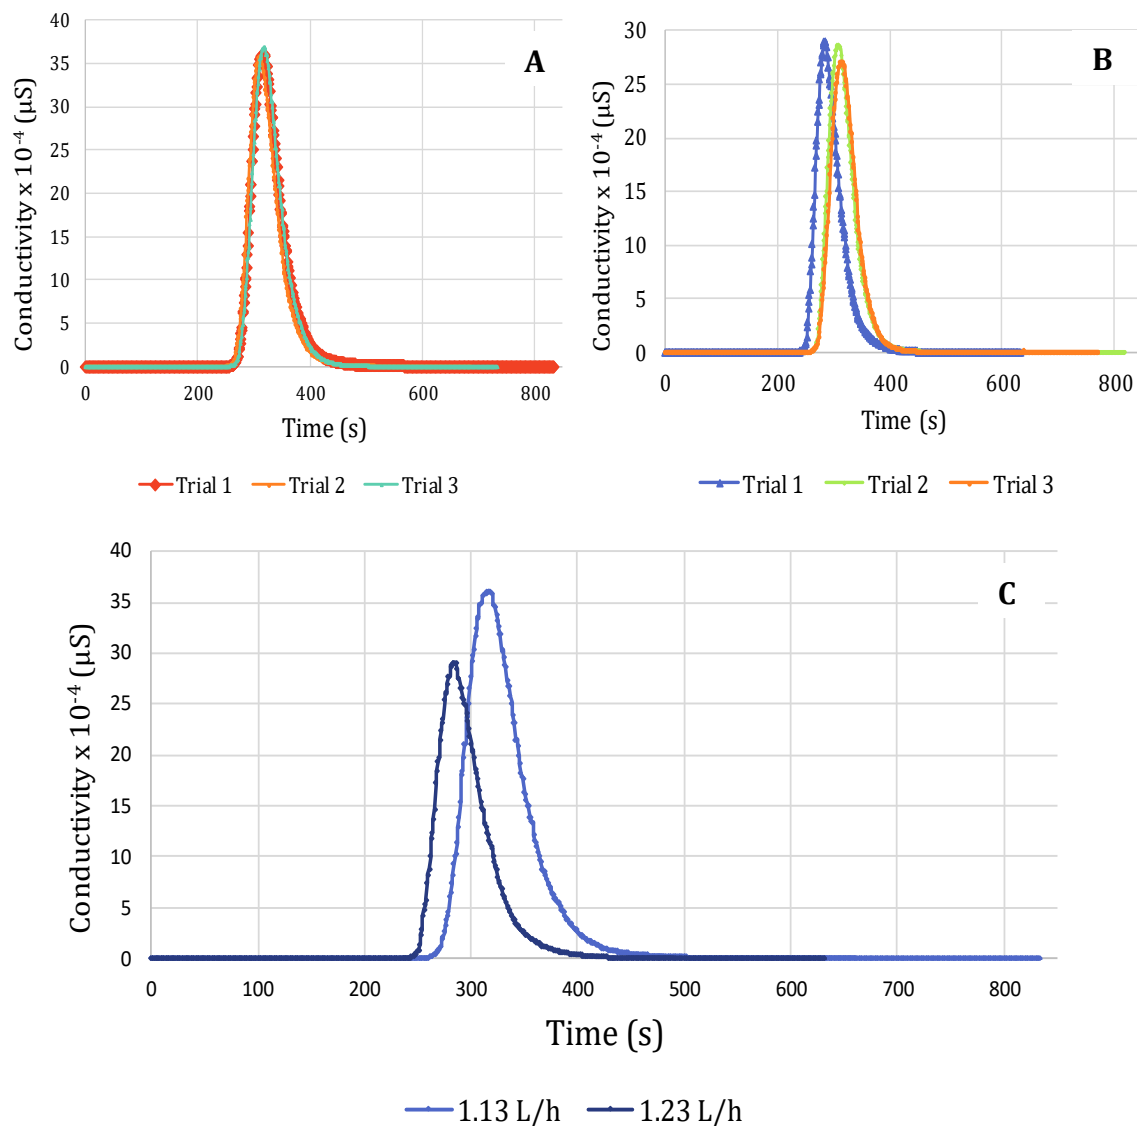 A
Conductivity x 10⁻⁴ (µS)
40
35
30
25
20
15
10
5
0
0 200 400 600 800
Time (s)
Trial 1 Trial 2 Trial 3
B
Conductivity x 10⁻⁴ (µS)
30
25
20
15
10
5
0
0 200 400 600 800
Time (s)
Trial 1 Trial 2 Trial 3
C
Conductivity x 10⁻⁴ (µS)
40
35
30
25
20
15
10
5
0
0 100 200 300 400 500 600 700 800
Time (s)
1.13 L/h 1.23 L/h